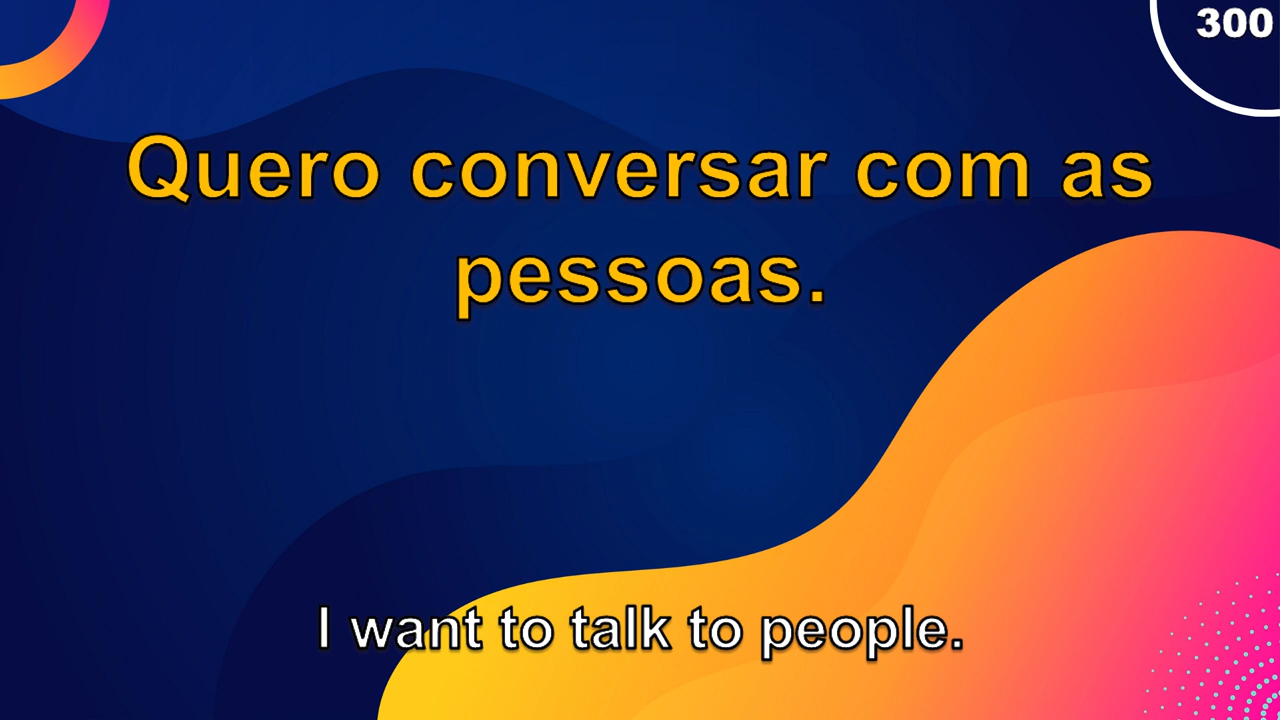 300
Quero conversar com as
pessoas.
I want to talk to people.